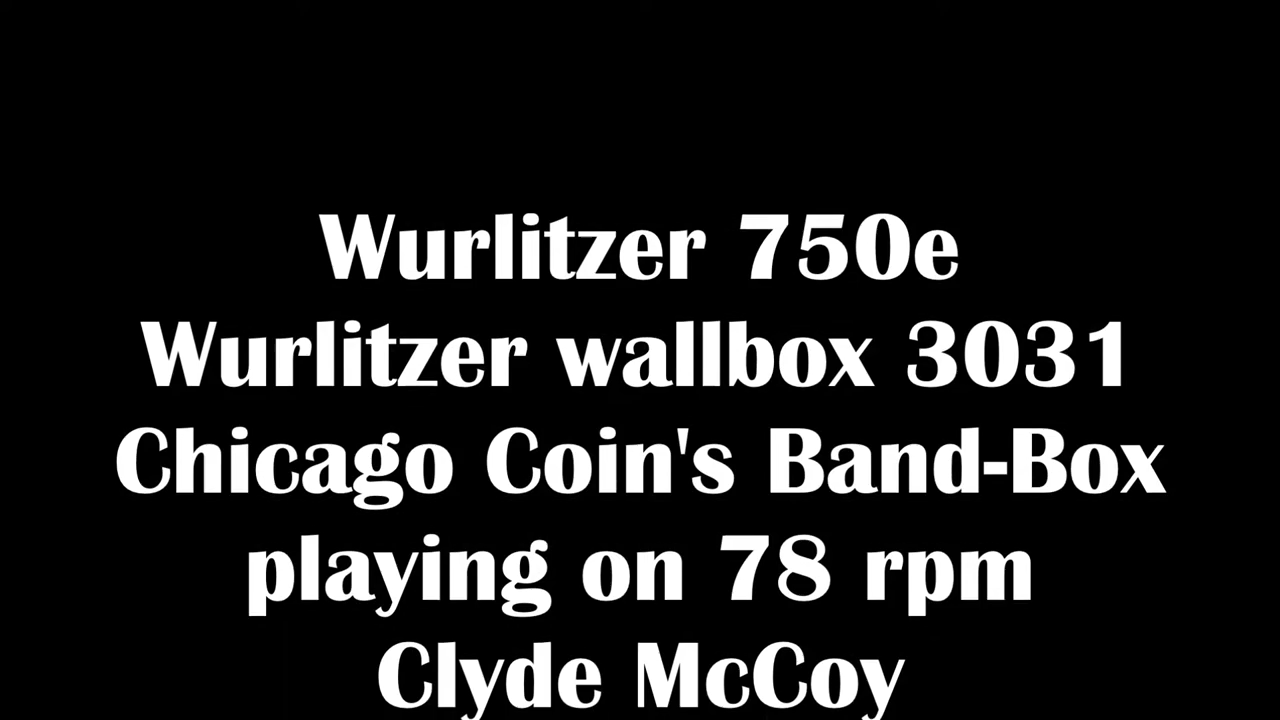 Wurlitzer 750e
Wurlitzer wallbox 3031
Chicago Coin's Band-Box
playing on 78 rpm
Clyde McCoy